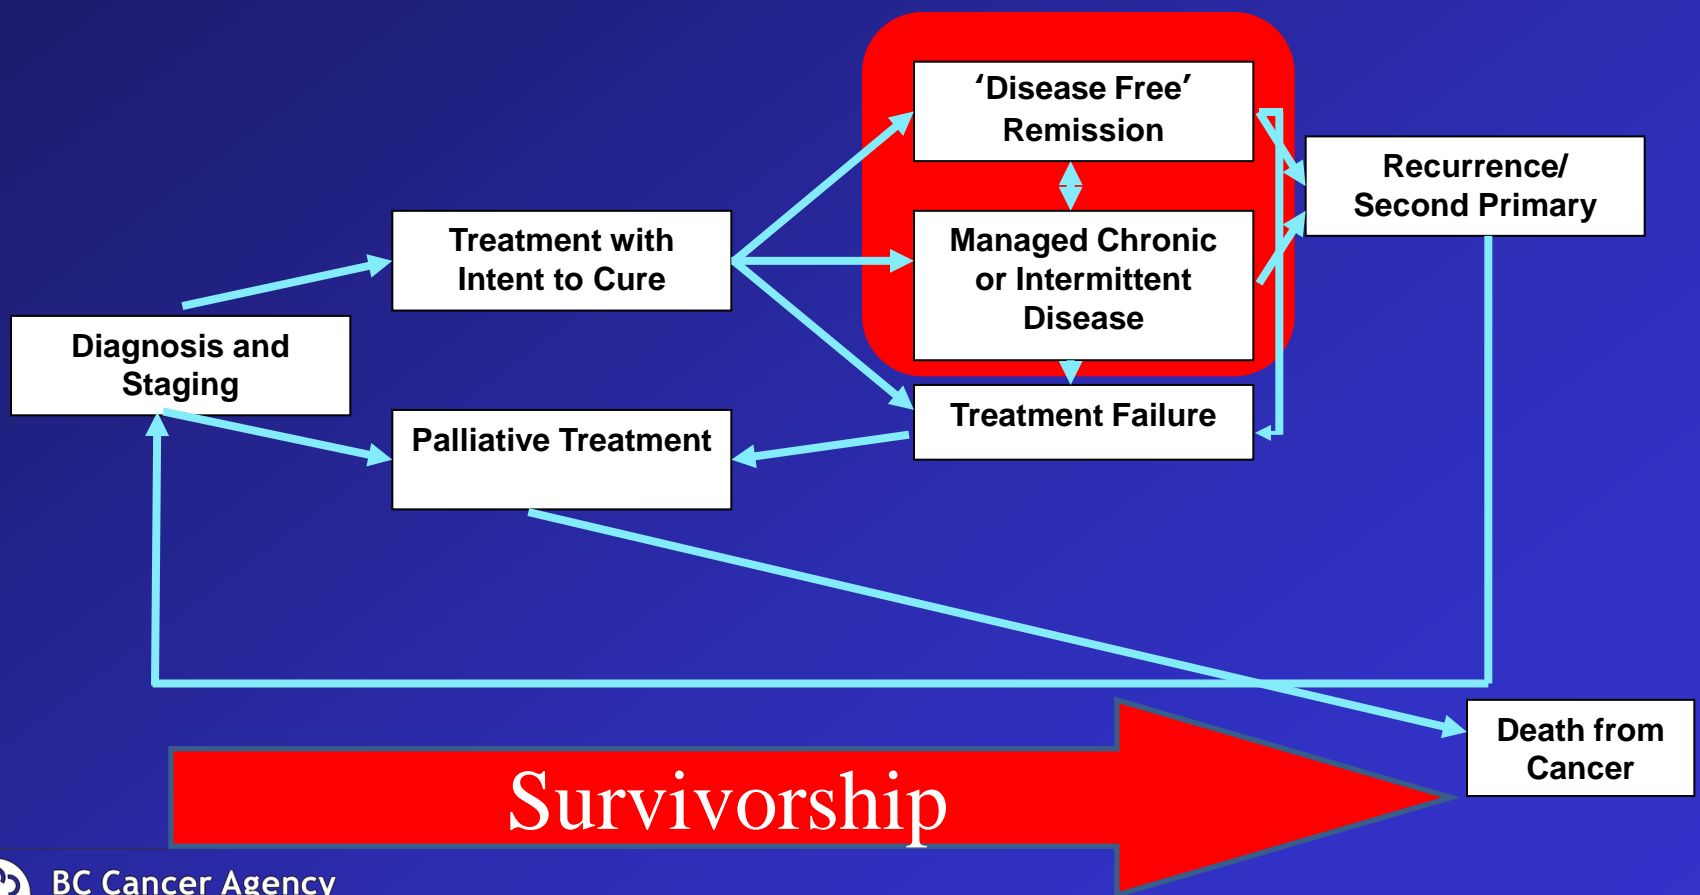 ‘Disease Free’
Remission
Recurrence/
Second Primary
Treatment with
Intent to Cure
Managed Chronic
or Intermittent
Disease
Diagnosis and
Staging
Treatment Failure
Palliative Treatment
Death from
Cancer
Survivorship
BC Cancer Agency